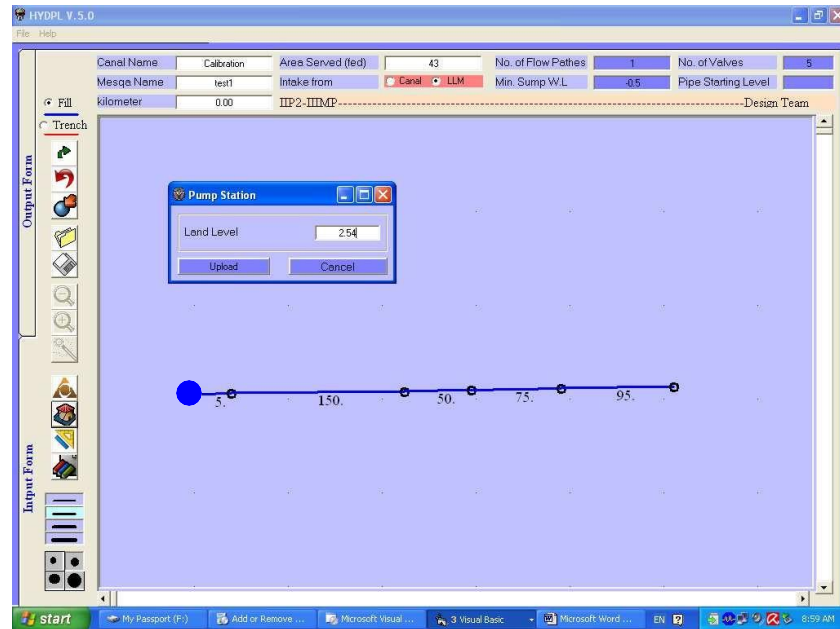 HYDPL V.5.0
File Help
Canal Name Calibration Area Served (fed) 43 No. of Flow Pathes 1 No. of Valves 5
Mesqa Name test1 Intake from Canal LLM Min. Sump W.L -0.5 Pipe Starting Level
kilometer 0.00 IIP2-IIIMP--------------------Design Team
Fill
Trench
Output Form
Intput Form
Pump Station
Land Level 2.54
Upload Cancel
5. 150. 50. 75. 95.
start My Passport (F:) Add or Remove ... Microsoft Visual ... 3 Visual Basic Microsoft Word ... EN 8:59 AM